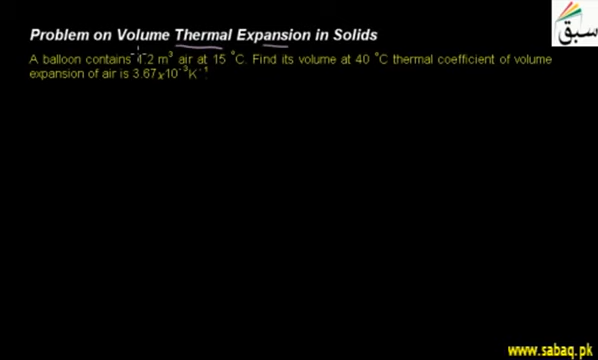 Problem on Volume Thermal Expansion in Solids
سبق
A balloon contains 1.2 m³ air at 15 °C. Find its volume at 40 °C thermal coefficient of volume
expansion of air is 3.67x10⁻³K⁻¹.
www.sabaq.pk